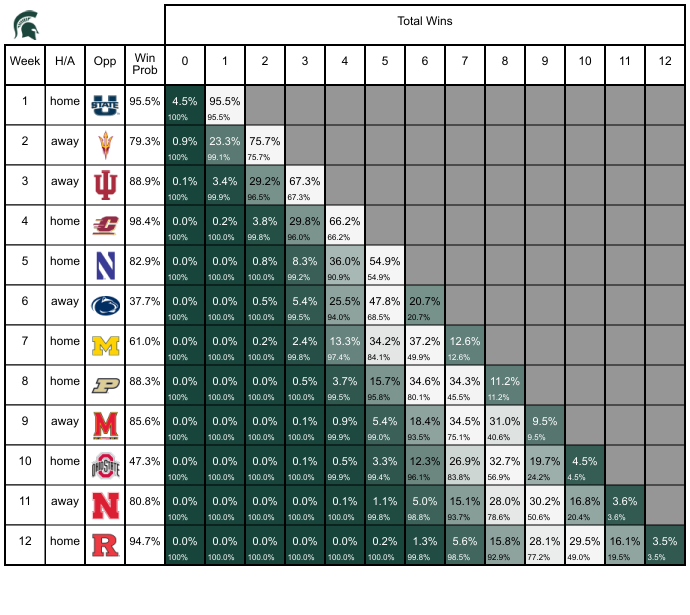 Total Wins
Week H/A Opp Win Prob 0 1 2 3 4 5 6 7 8 9 10 11 12
1 home U STATE 95.5% 4.5% 95.5%
100% 95.5%
2 away 79.3% 0.9% 23.3% 75.7%
100% 99.1% 75.7%
3 away 88.9% 0.1% 3.4% 29.2% 67.3%
100% 99.9% 96.5% 67.3%
4 home C 98.4% 0.0% 0.2% 3.8% 29.8% 66.2%
100% 100.0% 99.8% 96.0% 66.2%
5 home N 82.9% 0.0% 0.0% 0.8% 8.3% 36.0% 54.9%
100% 100.0% 100.0% 99.2% 90.9% 54.9%
6 away 37.7% 0.0% 0.0% 0.5% 5.4% 25.5% 47.8% 20.7%
100% 100.0% 100.0% 99.5% 94.0% 68.5% 20.7%
7 home M 61.0% 0.0% 0.0% 0.2% 2.4% 13.3% 34.2% 37.2% 12.6%
100% 100.0% 100.0% 99.8% 97.4% 84.1% 49.9% 12.6%
8 home P 88.3% 0.0% 0.0% 0.0% 0.5% 3.7% 15.7% 34.6% 34.3% 11.2%
100% 100.0% 100.0% 100.0% 99.5% 95.8% 80.1% 45.5% 11.2%
9 away M 85.6% 0.0% 0.0% 0.0% 0.1% 0.9% 5.4% 18.4% 34.5% 31.0% 9.5%
100% 100.0% 100.0% 100.0% 99.9% 99.0% 93.5% 75.1% 40.6% 9.5%
10 home OHIO STATE 47.3% 0.0% 0.0% 0.0% 0.1% 0.5% 3.3% 12.3% 26.9% 32.7% 19.7% 4.5%
100% 100.0% 100.0% 100.0% 99.9% 99.4% 96.1% 83.8% 56.9% 24.2% 4.5%
11 away N 80.8% 0.0% 0.0% 0.0% 0.0% 0.1% 1.1% 5.0% 15.1% 28.0% 30.2% 16.8% 3.6%
100% 100.0% 100.0% 100.0% 100.0% 99.8% 98.8% 93.7% 78.6% 50.6% 20.4% 3.6%
12 home R 94.7% 0.0% 0.0% 0.0% 0.0% 0.0% 0.2% 1.3% 5.6% 15.8% 28.1% 29.5% 16.1% 3.5%
100% 100.0% 100.0% 100.0% 100.0% 100.0% 99.8% 98.5% 92.9% 77.2% 49.0% 19.5% 3.5%